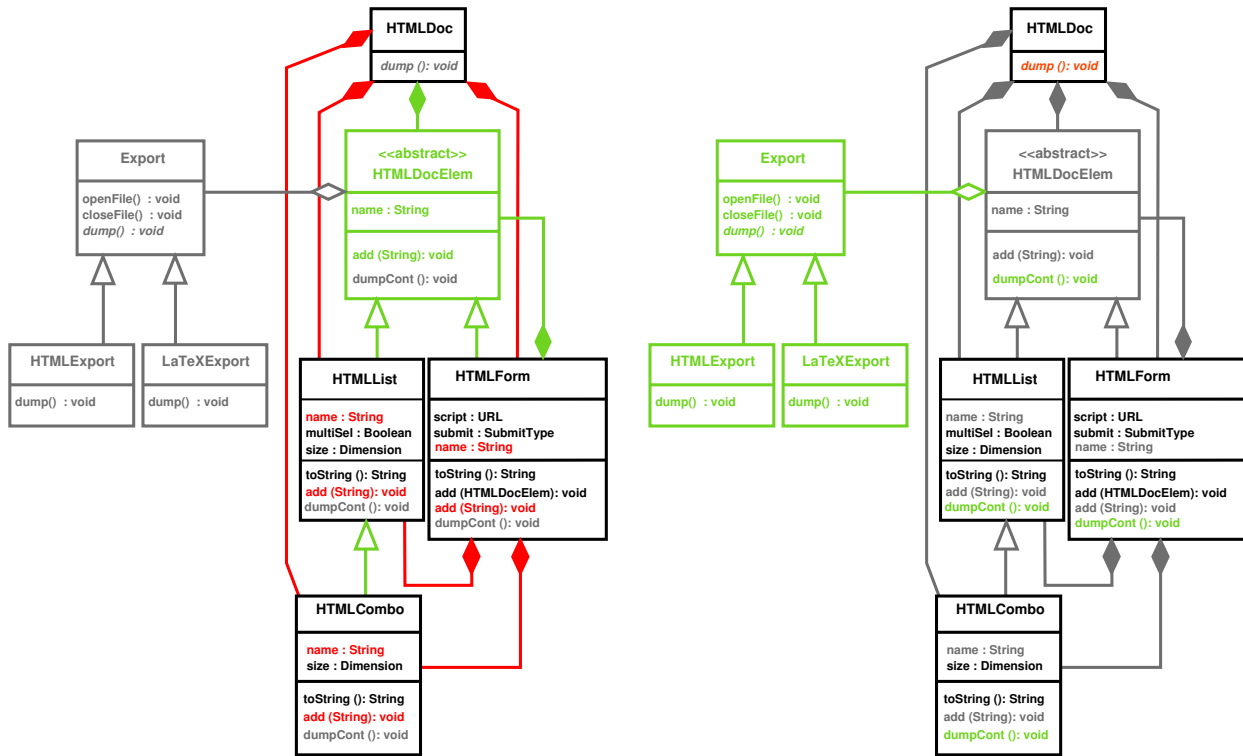 HTMLDoc
dump (): void
<<abstract>>
HTMLDocElem
name : String
add (String): void
dumpCont (): void
Export
openFile() : void
closeFile() : void
dump() : void
HTMLExport
dump() : void
LaTeXExport
dump() : void
HTMLList
name : String
multiSel : Boolean
size : Dimension
toString (): String
add (String): void
dumpCont (): void
HTMLForm
script : URL
submit : SubmitType
name : String
toString (): String
add (HTMLDocElem): void
add (String): void
dumpCont (): void
HTMLCombo
name : String
size : Dimension
toString (): String
add (String): void
dumpCont (): void
HTMLDoc
dump (): void
<<abstract>>
HTMLDocElem
name : String
add (String): void
dumpCont (): void
Export
openFile() : void
closeFile() : void
dump() : void
HTMLExport
dump() : void
LaTeXExport
dump() : void
HTMLList
name : String
multiSel : Boolean
size : Dimension
toString (): String
add (String): void
dumpCont (): void
HTMLForm
script : URL
submit : SubmitType
name : String
toString (): String
add (HTMLDocElem): void
add (String): void
dumpCont (): void
HTMLCombo
name : String
size : Dimension
toString (): String
add (String): void
dumpCont (): void